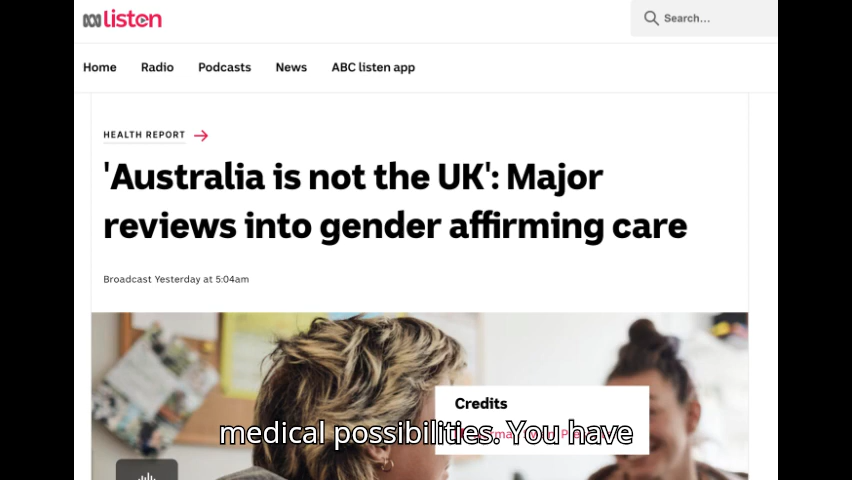 listen
Search...
Home Radio Podcasts News ABC listen app
HEALTH REPORT
'Australia is not the UK': Major
reviews into gender affirming care
Broadcast Yesterday at 5:04am
Credits
medical possibilities. You have